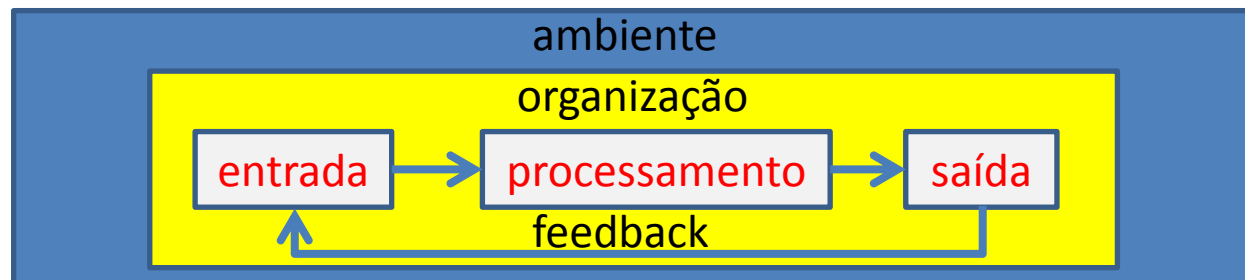 ambiente
organização
entrada processamento saída
feedback